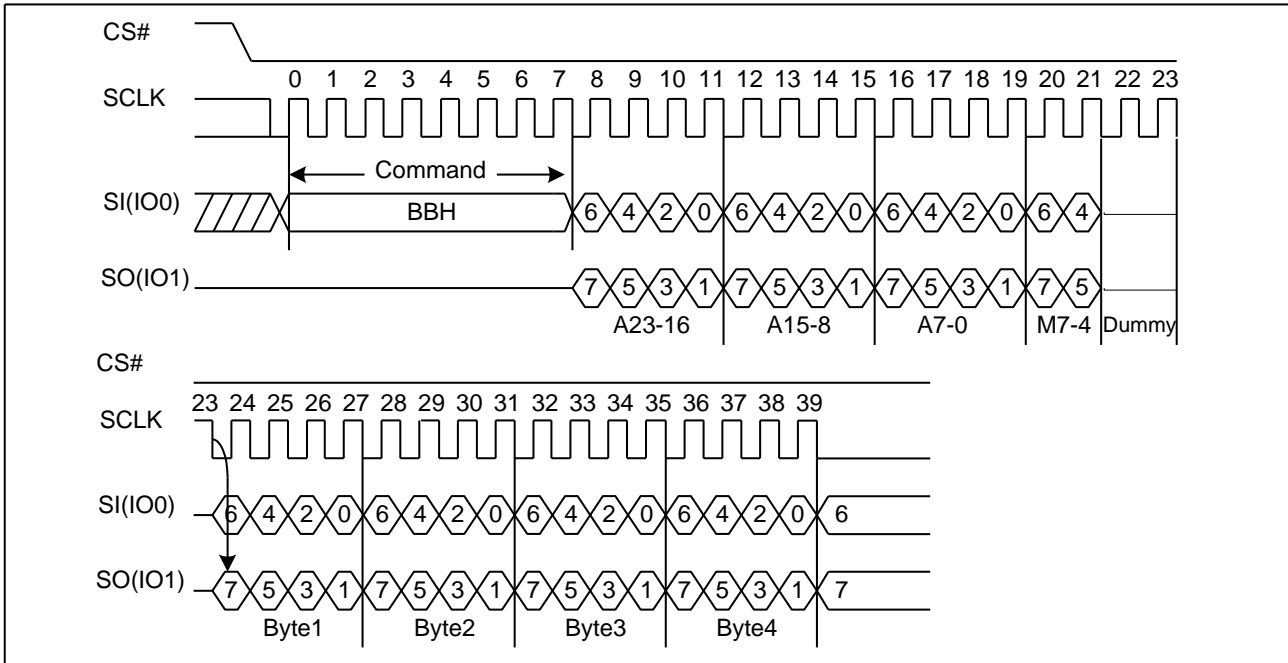 CS#
0 1 2 3 4 5 6 7 8 9 10 11 12 13 14 15 16 17 18 19 20 21 22 23
SCLK
Command
SI(IO0) BBH 6 4 2 0 6 4 2 0 6 4 2 0 6 4
SO(IO1) 7 5 3 1 7 5 3 1 7 5 3 1 7 5
A23-16 A15-8 A7-0 M7-4 Dummy
CS#
23 24 25 26 27 28 29 30 31 32 33 34 35 36 37 38 39
SCLK
SI(IO0) 6 4 2 0 6 4 2 0 6 4 2 0 6 4 2 0 6
SO(IO1) 7 5 3 1 7 5 3 1 7 5 3 1 7 5 3 1 7
Byte1 Byte2 Byte3 Byte4